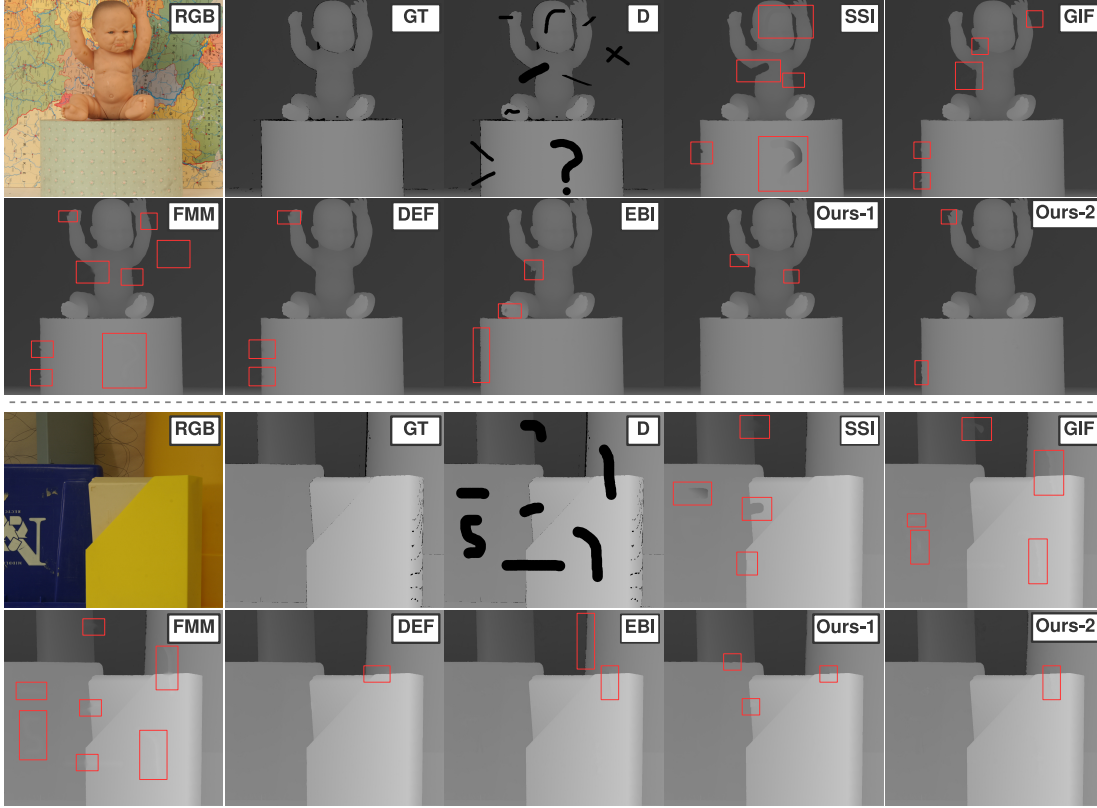 RGB
GT
D
SSI
GIF
FMM
DEF
EBI
Ours-1
Ours-2
RGB
GT
D
SSI
GIF
FMM
DEF
EBI
Ours-1
Ours-2